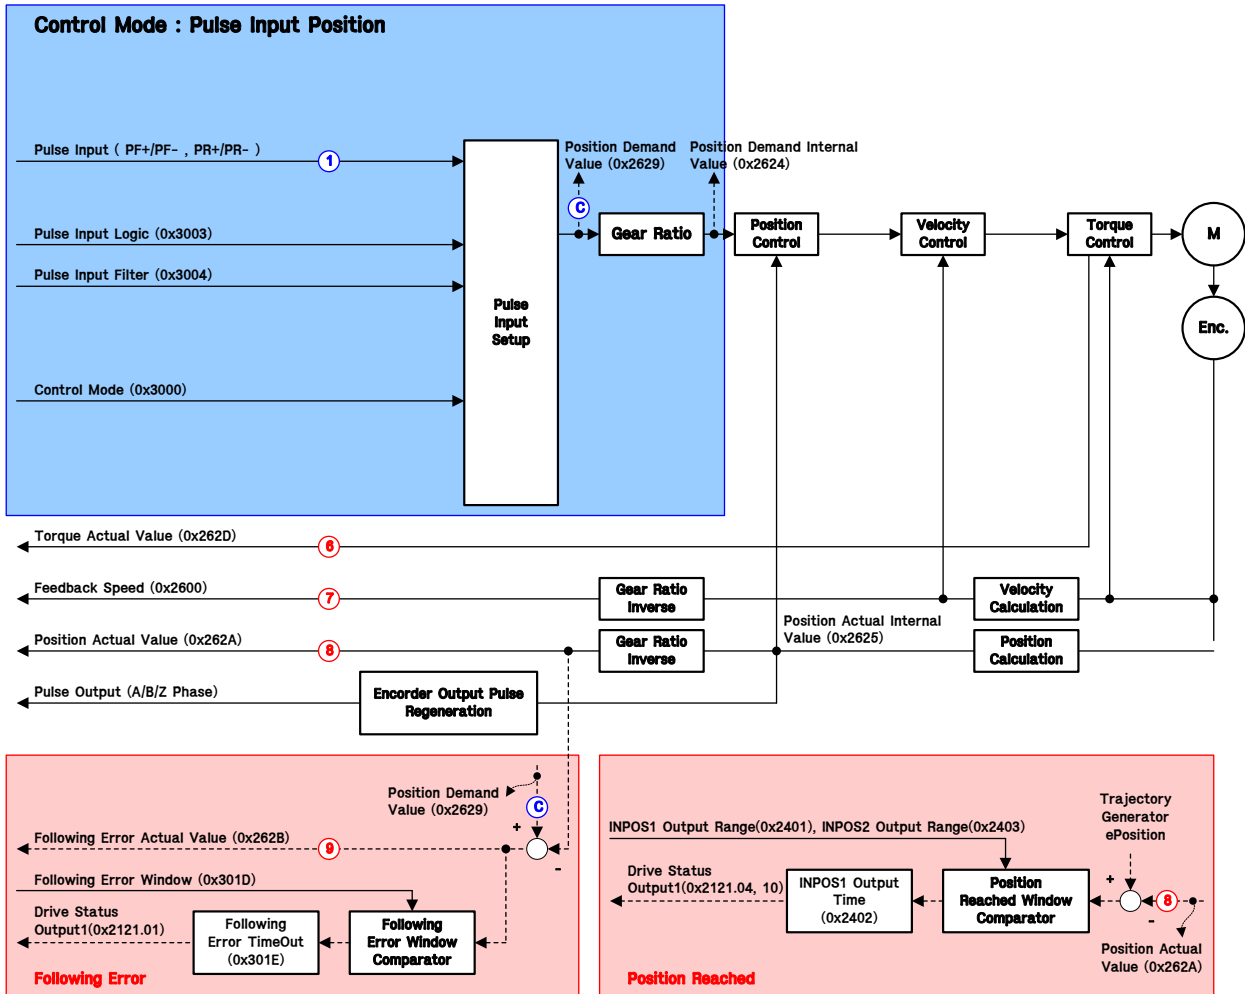 Control Mode : Pulse Input Position
Pulse Input ( PF+/PF- , PR+/PR- )
1
Position Demand
Value (0x2629)
Position Demand Internal
Value (0x2624)
C
Pulse Input Logic (0x3003)
Gear Ratio
Position
Control
Velocity
Control
Torque
Control
M
Pulse Input Filter (0x3004)
Pulse
Input
Setup
Enc.
Control Mode (0x3000)
Torque Actual Value (0x262D)
6
Feedback Speed (0x2600)
7
Gear Ratio
Inverse
Velocity
Calculation
Position Actual Internal
Value (0x2625)
Position Actual Value (0x262A)
8
Gear Ratio
Inverse
Position
Calculation
Pulse Output (A/B/Z Phase)
Encorder Output Pulse
Regeneration
Position Demand
Value (0x2629)
C
+
Following Error Actual Value (0x262B)
9
-
Following Error Window (0x301D)
Drive Status
Output1(0x2121.01)
Following
Error TimeOut
(0x301E)
Following
Error Window
Comparator
Following Error
Trajectory
Generator
ePosition
INPOS1 Output Range(0x2401), INPOS2 Output Range(0x2403)
Drive Status
Output1(0x2121.04, 10)
INPOS1 Output
Time
(0x2402)
Position
Reached Window
Comparator
+
8
-
Position Actual
Value (0x262A)
Position Reached